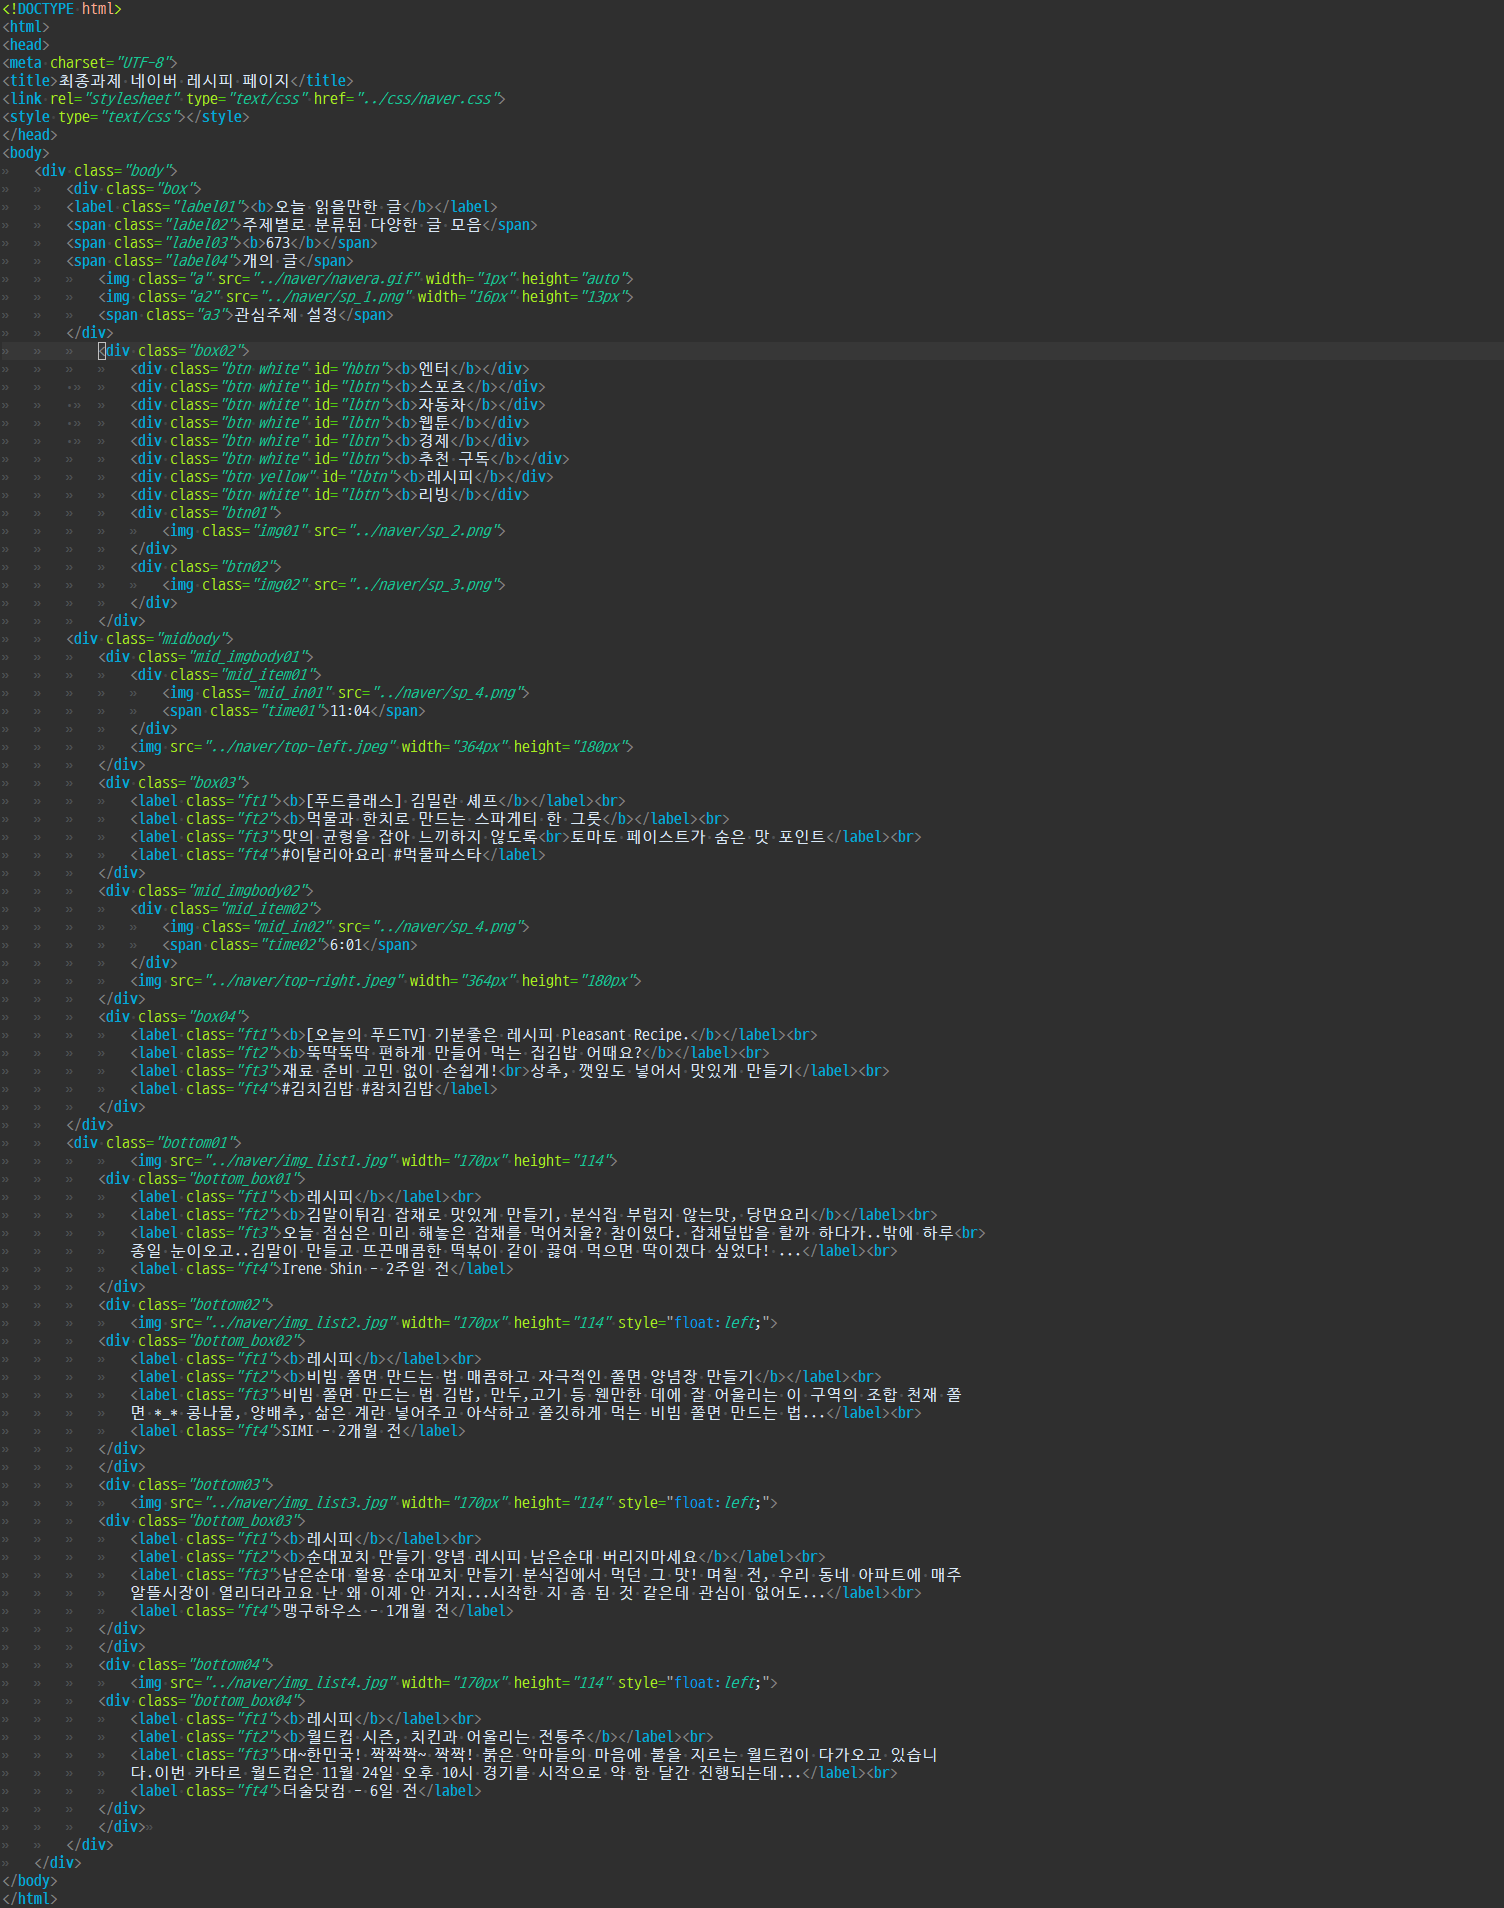 <!DOCTYPE html>
<html>
<head>
<meta charset="UTF-8">
<title>최종과제 네이버 레시피 페이지</title>
<link rel="stylesheet" type="text/css" href="../css/naver.css">
<style type="text/css"></style>
</head>
<body>
<div class="body">
<div class="box">
<label class="label01"><b>오늘 읽을만한 글</b></label>
<span class="label02">주제별로 분류된 다양한 글 모음</span>
<span class="label03"><b>673</b></span>
<span class="label04">개의 글</span>
<img class="a" src="../naver/navera.gif" width="1px" height="auto">
<img class="a2" src="../naver/sp_1.png" width="16px" height="13px">
<span class="a3">관심주제 설정</span>
</div>
<div class="box02">
<div class="btn white" id="hbtn"><b>엔터</b></div>
<div class="btn white" id="lbtn"><b>스포츠</b></div>
<div class="btn white" id="lbtn"><b>자동차</b></div>
<div class="btn white" id="lbtn"><b>웹툰</b></div>
<div class="btn white" id="lbtn"><b>경제</b></div>
<div class="btn white" id="lbtn"><b>추천 구독</b></div>
<div class="btn yellow" id="lbtn"><b>레시피</b></div>
<div class="btn white" id="lbtn"><b>리빙</b></div>
<div class="btn01">
<img class="img01" src="../naver/sp_2.png">
</div>
<div class="btn02">
<img class="img02" src="../naver/sp_3.png">
</div>
</div>
<div class="midbody">
<div class="mid_imgbody01">
<div class="mid_item01">
<img class="mid_in01" src="../naver/sp_4.png">
<span class="time01">11:04</span>
</div>
<img src="../naver/top-left.jpeg" width="364px" height="180px">
</div>
<div class="box03">
<label class="ft1"><b>[푸드클래스] 김밀란 셰프</b></label><br>
<label class="ft2"><b>먹물과 한치로 만드는 스파게티 한 그릇</b></label><br>
<label class="ft3">맛의 균형을 잡아 느끼하지 않도록<br>토마토 페이스트가 숨은 맛 포인트</label><br>
<label class="ft4">#이탈리아요리 #먹물파스타</label>
</div>
<div class="mid_imgbody02">
<div class="mid_item02">
<img class="mid_in02" src="../naver/sp_4.png">
<span class="time02">6:01</span>
</div>
<img src="../naver/top-right.jpeg" width="364px" height="180px">
</div>
<div class="box04">
<label class="ft1"><b>[오늘의 푸드TV] 기분좋은 레시피 Pleasant Recipe.</b></label><br>
<label class="ft2"><b>뚝딱뚝딱 편하게 만들어 먹는 집김밥 어때요?</b></label><br>
<label class="ft3">재료 준비 고민 없이 손쉽게!<br>상추, 깻잎도 넣어서 맛있게 만들기</label><br>
<label class="ft4">#김치김밥 #참치김밥</label>
</div>
</div>
<div class="bottom01">
<img src="../naver/img_list1.jpg" width="170px" height="114">
<div class="bottom_box01">
<label class="ft1"><b>레시피</b></label><br>
<label class="ft2"><b>김말이튀김 잡채로 맛있게 만들기, 분식집 부럽지 않는맛, 당면요리</b></label><br>
<label class="ft3">오늘 점심은 미리 해놓은 잡채를 먹어치울? 참이였다. 잡채덮밥을 할까 하다가..밖에 하루<br>
종일 눈이오고..김말이 만들고 뜨끈매콤한 떡볶이 같이 끓여 먹으면 딱이겠다 싶었다! ...</label><br>
<label class="ft4">Irene Shin - 2주일 전</label>
</div>
<div class="bottom02">
<img src="../naver/img_list2.jpg" width="170px" height="114" style="float:left;">
<div class="bottom_box02">
<label class="ft1"><b>레시피</b></label><br>
<label class="ft2"><b>비빔 쫄면 만드는 법 매콤하고 자극적인 쫄면 양념장 만들기</b></label><br>
<label class="ft3">비빔 쫄면 만드는 법 김밥, 만두,고기 등 웬만한 데에 잘 어울리는 이 구역의 조합 천재 쫄
면 *_* 콩나물, 양배추, 삶은 계란 넣어주고 아삭하고 쫄깃하게 먹는 비빔 쫄면 만드는 법...</label><br>
<label class="ft4">SIMI - 2개월 전</label>
</div>
</div>
<div class="bottom03">
<img src="../naver/img_list3.jpg" width="170px" height="114" style="float:left;">
<div class="bottom_box03">
<label class="ft1"><b>레시피</b></label><br>
<label class="ft2"><b>순대꼬치 만들기 양념 레시피 남은순대 버리지마세요</b></label><br>
<label class="ft3">남은순대 활용 순대꼬치 만들기 분식집에서 먹던 그 맛! 며칠 전, 우리 동네 아파트에 매주
알뜰시장이 열리더라고요 난 왜 이제 안 거지...시작한 지 좀 된 것 같은데 관심이 없어도...</label><br>
<label class="ft4">맹구하우스 - 1개월 전</label>
</div>
</div>
<div class="bottom04">
<img src="../naver/img_list4.jpg" width="170px" height="114" style="float:left;">
<div class="bottom_box04">
<label class="ft1"><b>레시피</b></label><br>
<label class="ft2"><b>월드컵 시즌, 치킨과 어울리는 전통주</b></label><br>
<label class="ft3">대~한민국! 짝짝짝~ 짝짝! 붉은 악마들의 마음에 불을 지르는 월드컵이 다가오고 있습니
다.이번 카타르 월드컵은 11월 24일 오후 10시 경기를 시작으로 약 한 달간 진행되는데...</label><br>
<label class="ft4">더술닷컴 - 6일 전</label>
</div>
</div>
</div>
</div>
</body>
</html>